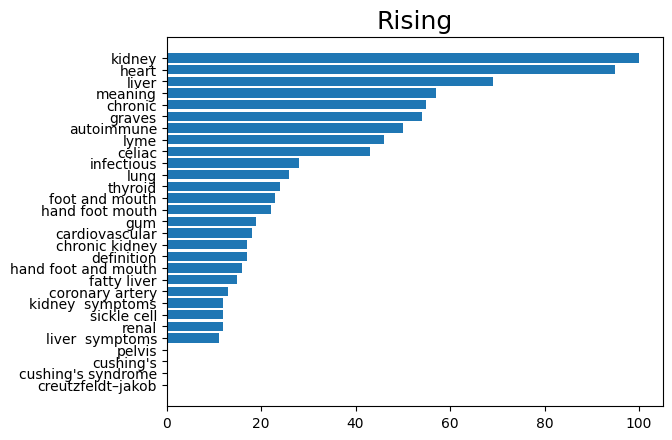 Rising
kidney
heart
liver
meaning
chronic
graves
autoimmune
lyme
celiac
infectious
lung
thyroid
foot and mouth
hand foot mouth
gum
cardiovascular
chronic kidney
definition
hand foot and mouth
fatty liver
coronary artery
kidney  symptoms
sickle cell
renal
liver  symptoms
pelvis
cushing's
cushing's syndrome
creutzfeldt–jakob
0 20 40 60 80 100